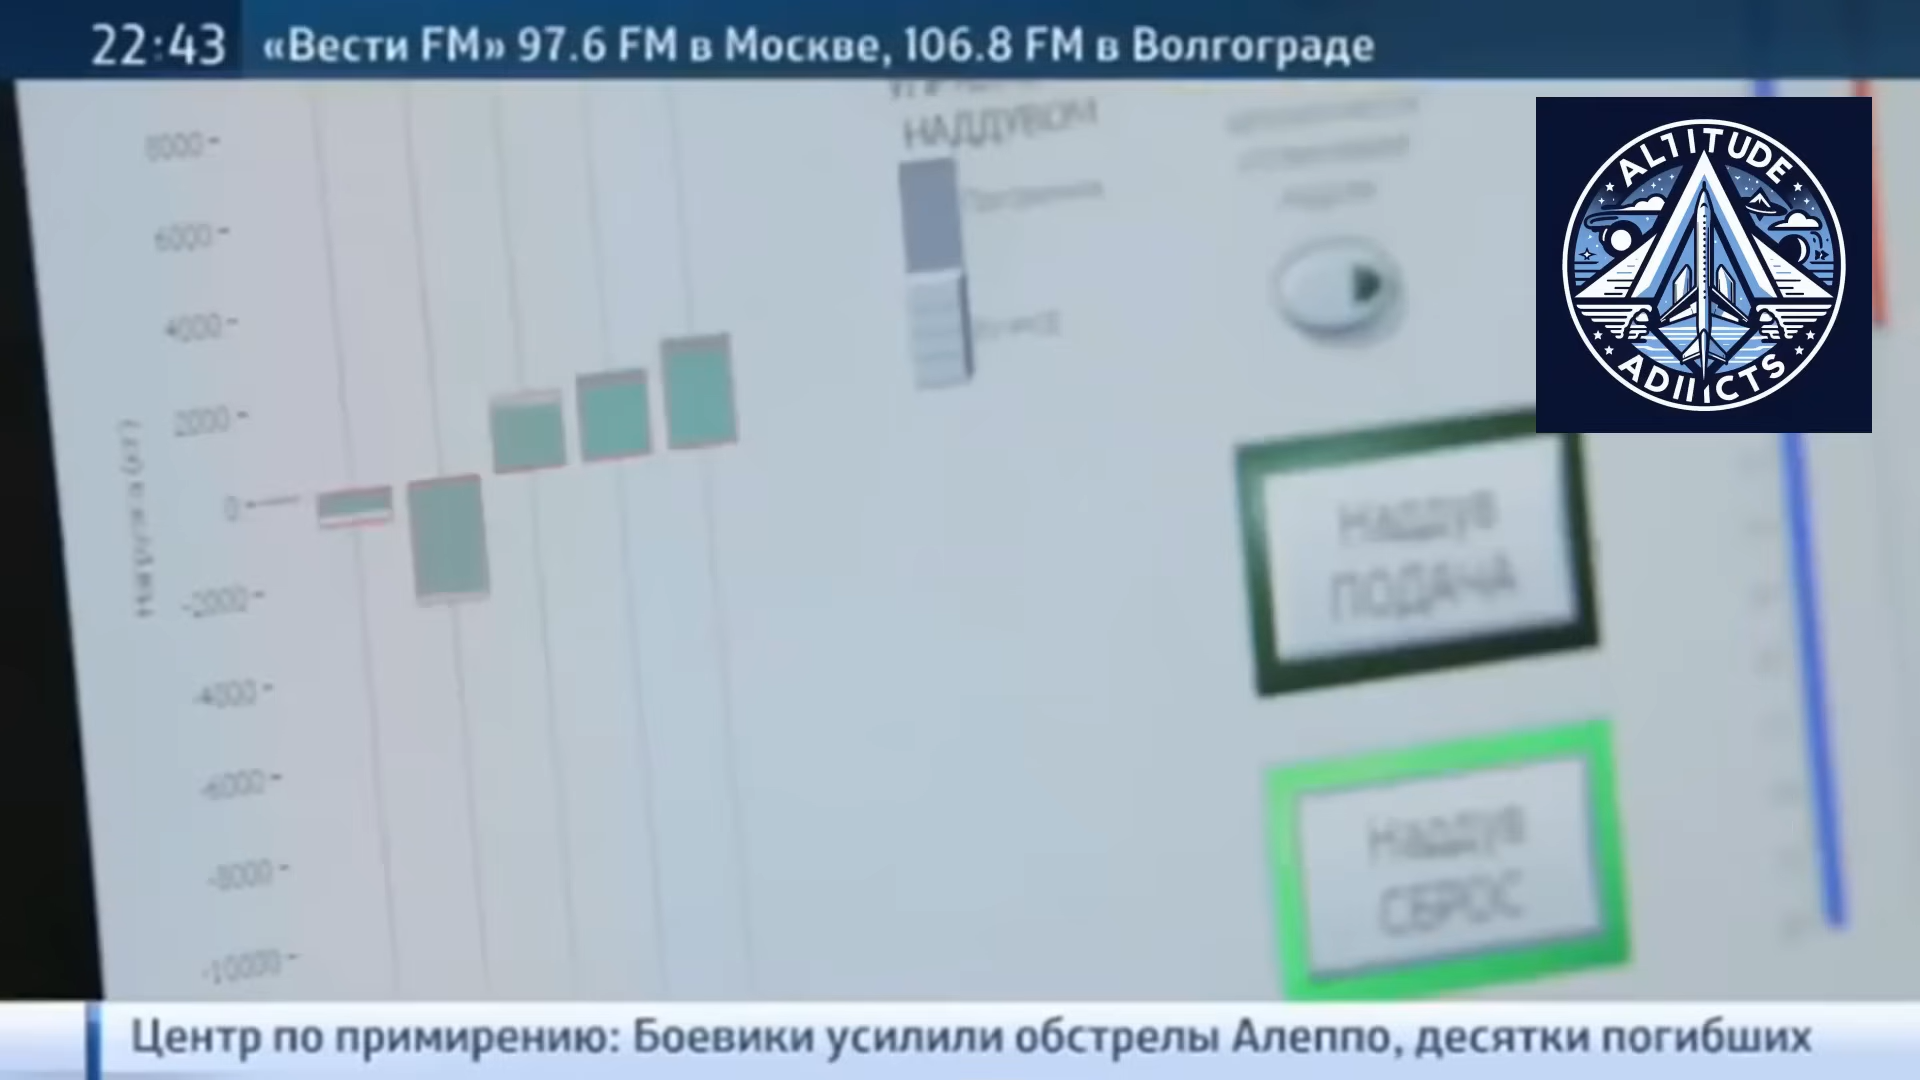 22:43
«Вести FM» 97.6 FM в Москве, 106.8 FM в Волгограде
НАДДУВОМ
8000
6000
4000
2000
0
-2000
-4000
-6000
-8000
-10000
Наддув
ПОДАЧА
Наддув
СБРОС
ALTITUDE
ADIICTS
Центр по примирению: Боевики усилили обстрелы Алеппо, десятки погибших